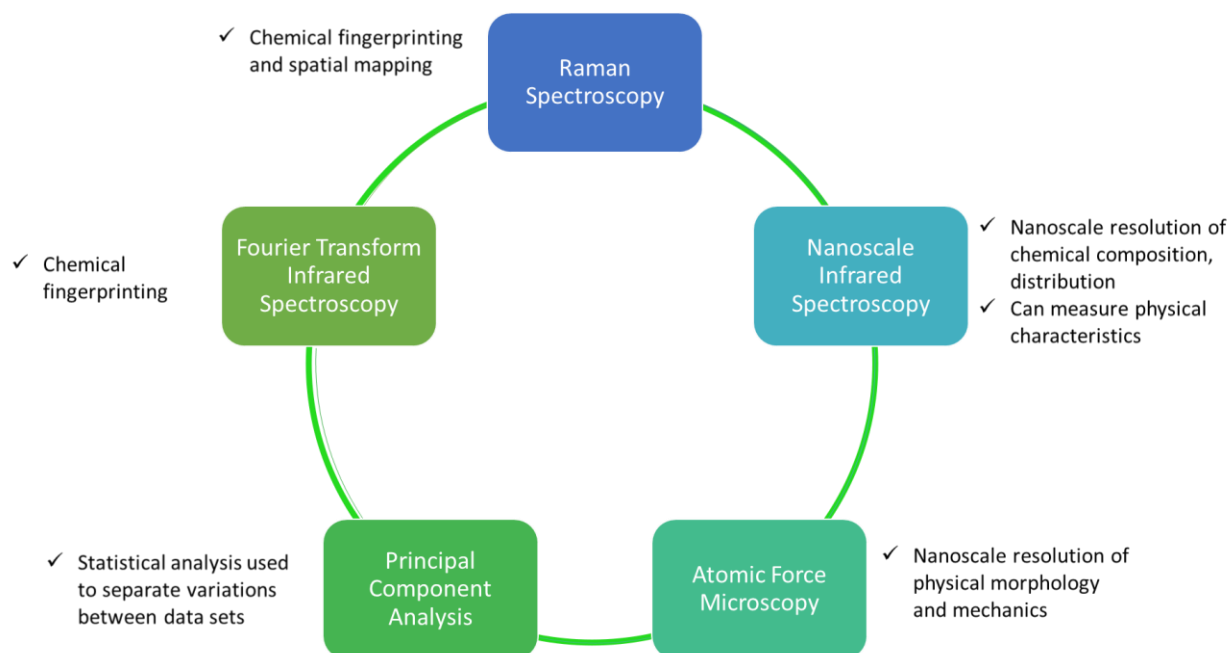 ✓ Chemical fingerprinting
and spatial mapping
Raman
Spectroscopy
Fourier Transform
Infrared
Spectroscopy
✓ Chemical
fingerprinting
Nanoscale
Infrared
Spectroscopy
✓ Nanoscale resolution of
chemical composition,
distribution
✓ Can measure physical
characteristics
✓ Statistical analysis used
to separate variations
between data sets
Principal
Component
Analysis
Atomic Force
Microscopy
✓ Nanoscale resolution of
physical morphology
and mechanics